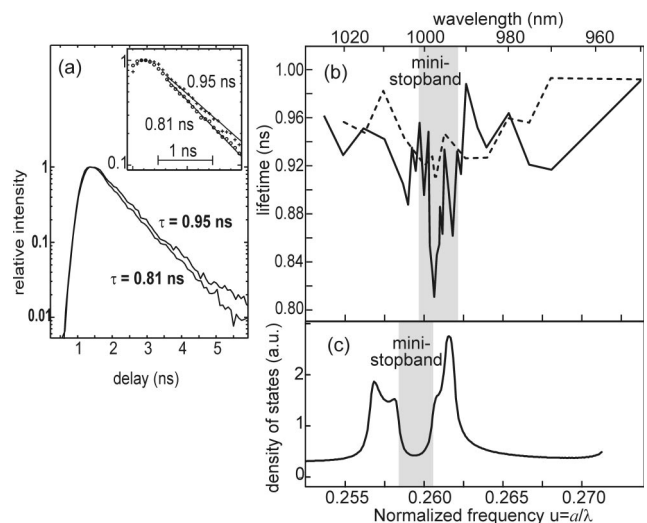 (a)
0.95 ns
0.81 ns
1 ns
1
0.1
relative intensity
1
0.1
0.01
τ = 0.95 ns
τ = 0.81 ns
1 2 3 4 5
delay (ns)
wavelength (nm)
1020 1000 980 960
(b)
mini-
stopband
lifetime (ns)
1.00
0.96
0.92
0.88
0.84
0.80
(c)
mini-
stopband
density of states (a.u.)
2
1
0
0.255 0.260 0.265 0.270
Normalized frequency u=a/λ